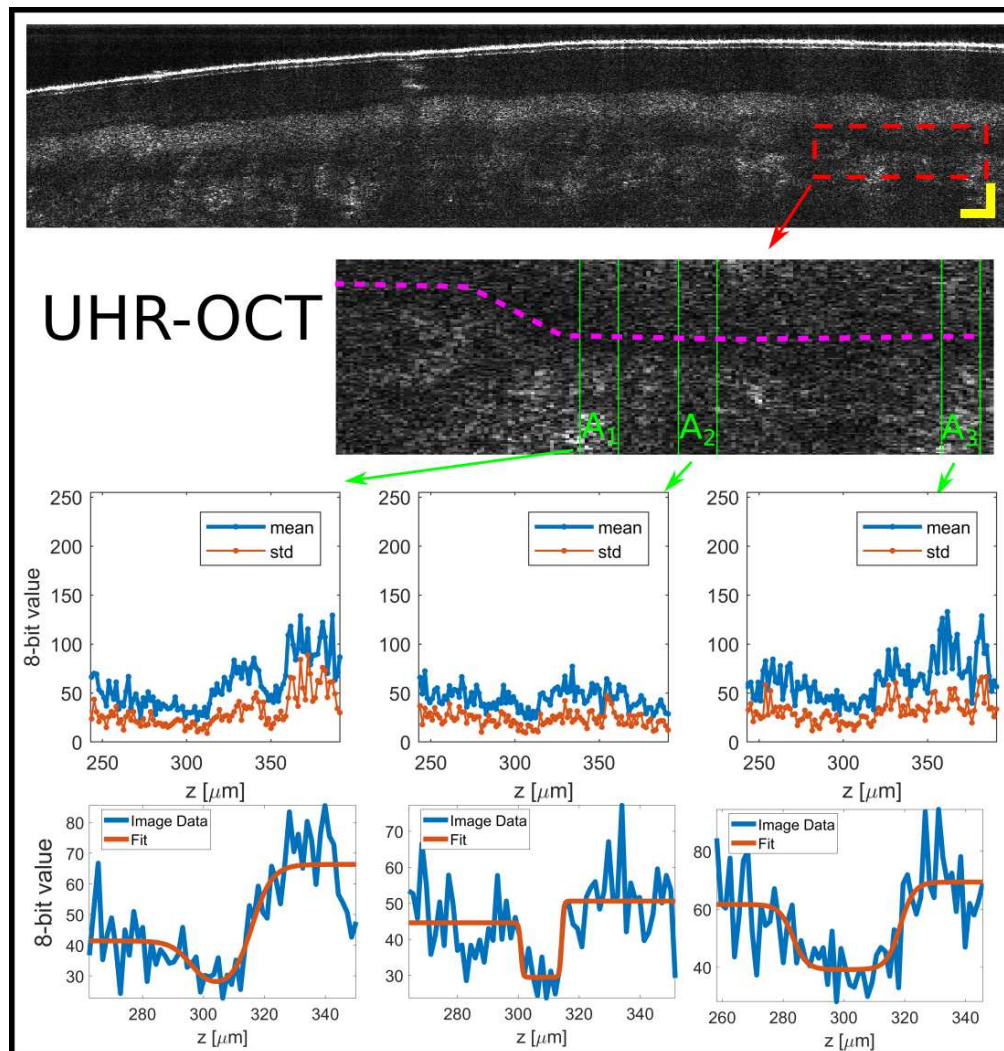 UHR-OCT
A1 A2 A3
250 200 150 100 50 0
8-bit value
mean
std
250 300 350
z [μm]
250 200 150 100 50 0
mean
std
250 300 350
z [μm]
250 200 150 100 50 0
mean
std
250 300 350
z [μm]
80 70 60 50 40 30
8-bit value
Image Data
Fit
280 300 320 340
z [μm]
70 60 50 40 30
Image Data
Fit
280 300 320 340
z [μm]
80 60 40
Image Data
Fit
260 280 300 320 340
z [μm]